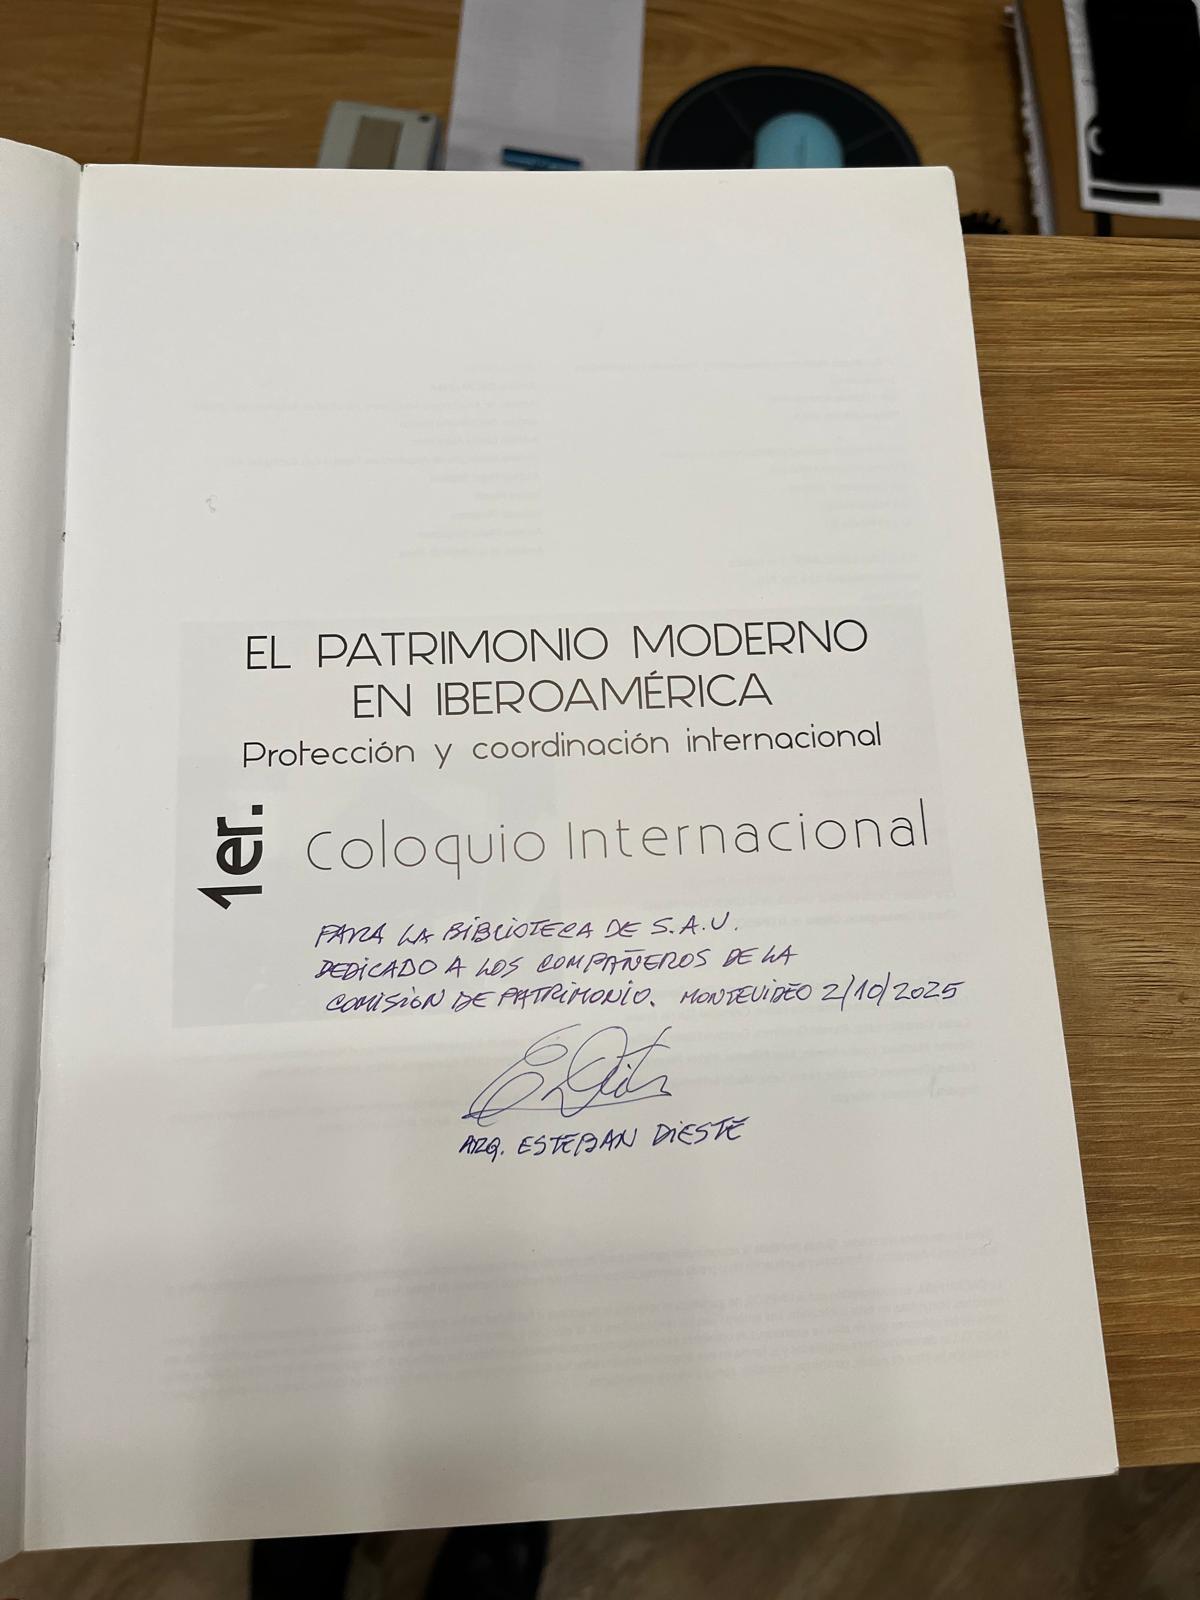 EL PATRIMONIO MODERNO
EN IBEROAMÉRICA
Protección y coordinación internacional
1er.
Coloquio Internacional
PARA LA BIBLIOTECA DE S.A.U.
DEDICADO A LOS COMPAÑEROS DE LA
COMISIÓN DE PATRIMONIO. MONTEVIDEO 2/10/2025
ARQ. ESTEBAN DIESTE